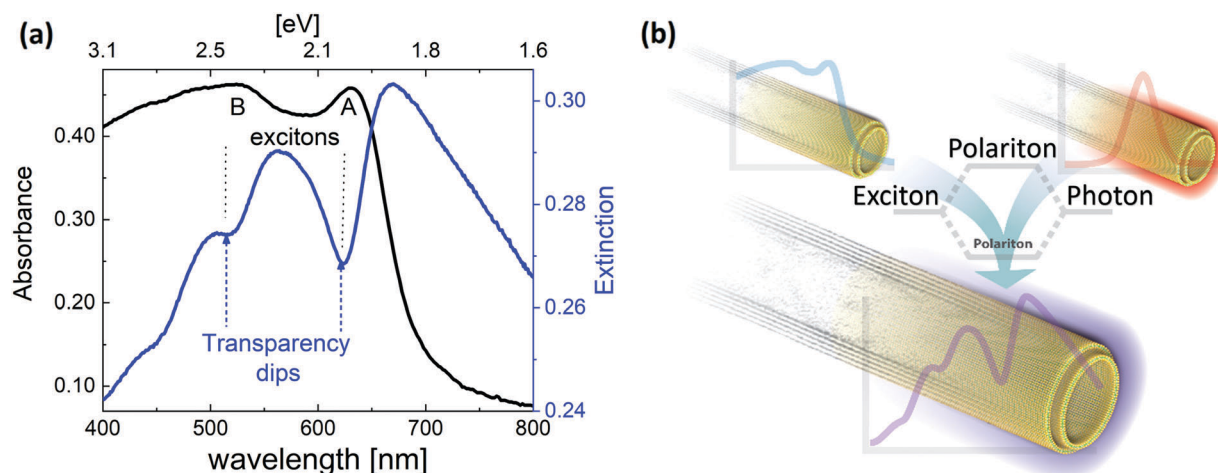 (a)
[eV]
3.1 2.5 2.1 1.8 1.6
0.40
0.30
0.20
0.10
Absorbance
B
A
excitons
Transparency
dips
0.30
0.28
0.26
0.24
Extinction
400 500 600 700 800
wavelength [nm]
(b)
Polariton
Exciton
Photon
Polariton